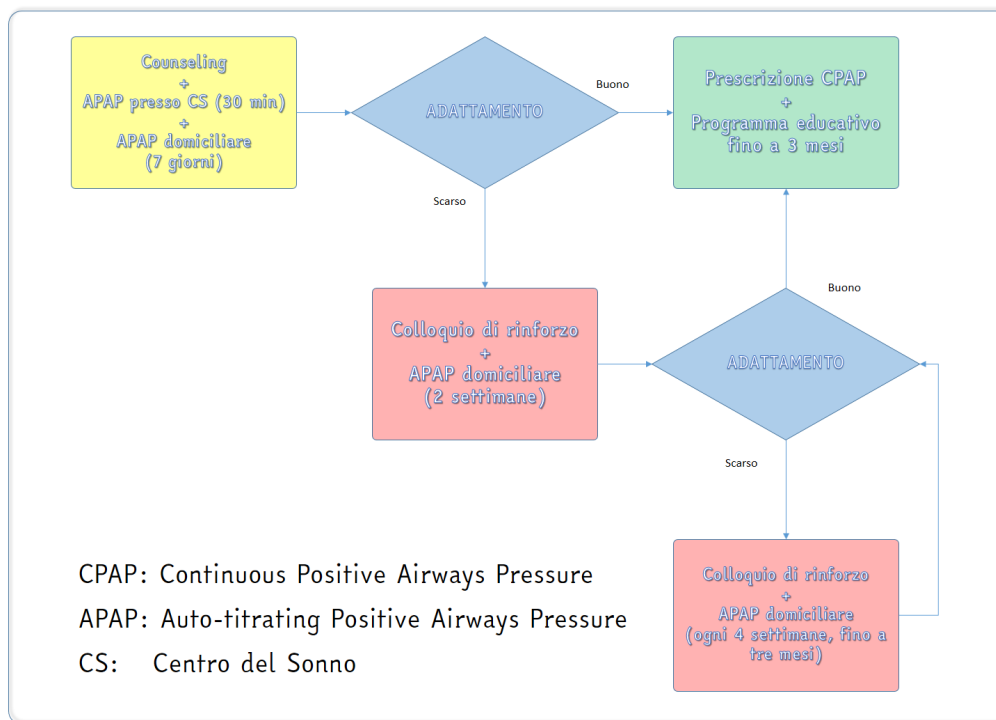 Counseling
+
APAP presso CS (30 min)
+
APAP domiciliare
(7 giorni)
ADATTAMENTO
Buono
Prescrizione CPAP
+
Programma educativo
fino a 3 mesi
Scarso
Colloquio di rinforzo
+
APAP domiciliare
(2 settimane)
Buono
ADATTAMENTO
Scarso
Colloquio di rinforzo
+
APAP domiciliare
(ogni 4 settimane, fino a
tre mesi)
CPAP: Continuous Positive Airways Pressure
APAP: Auto-titrating Positive Airways Pressure
CS: Centro del Sonno